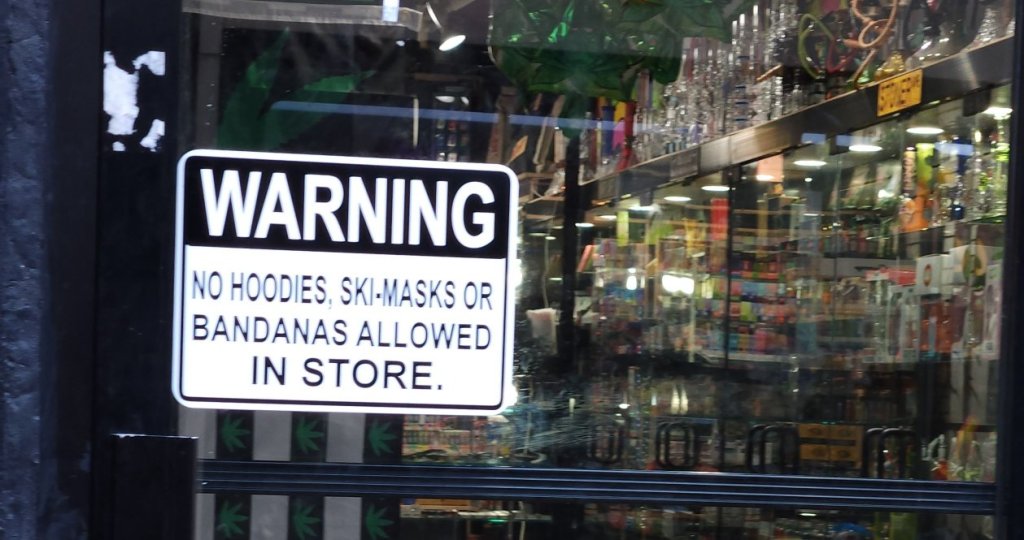 WARNING
NO HOODIES, SKI-MASKS OR
BANDANAS ALLOWED
IN STORE.